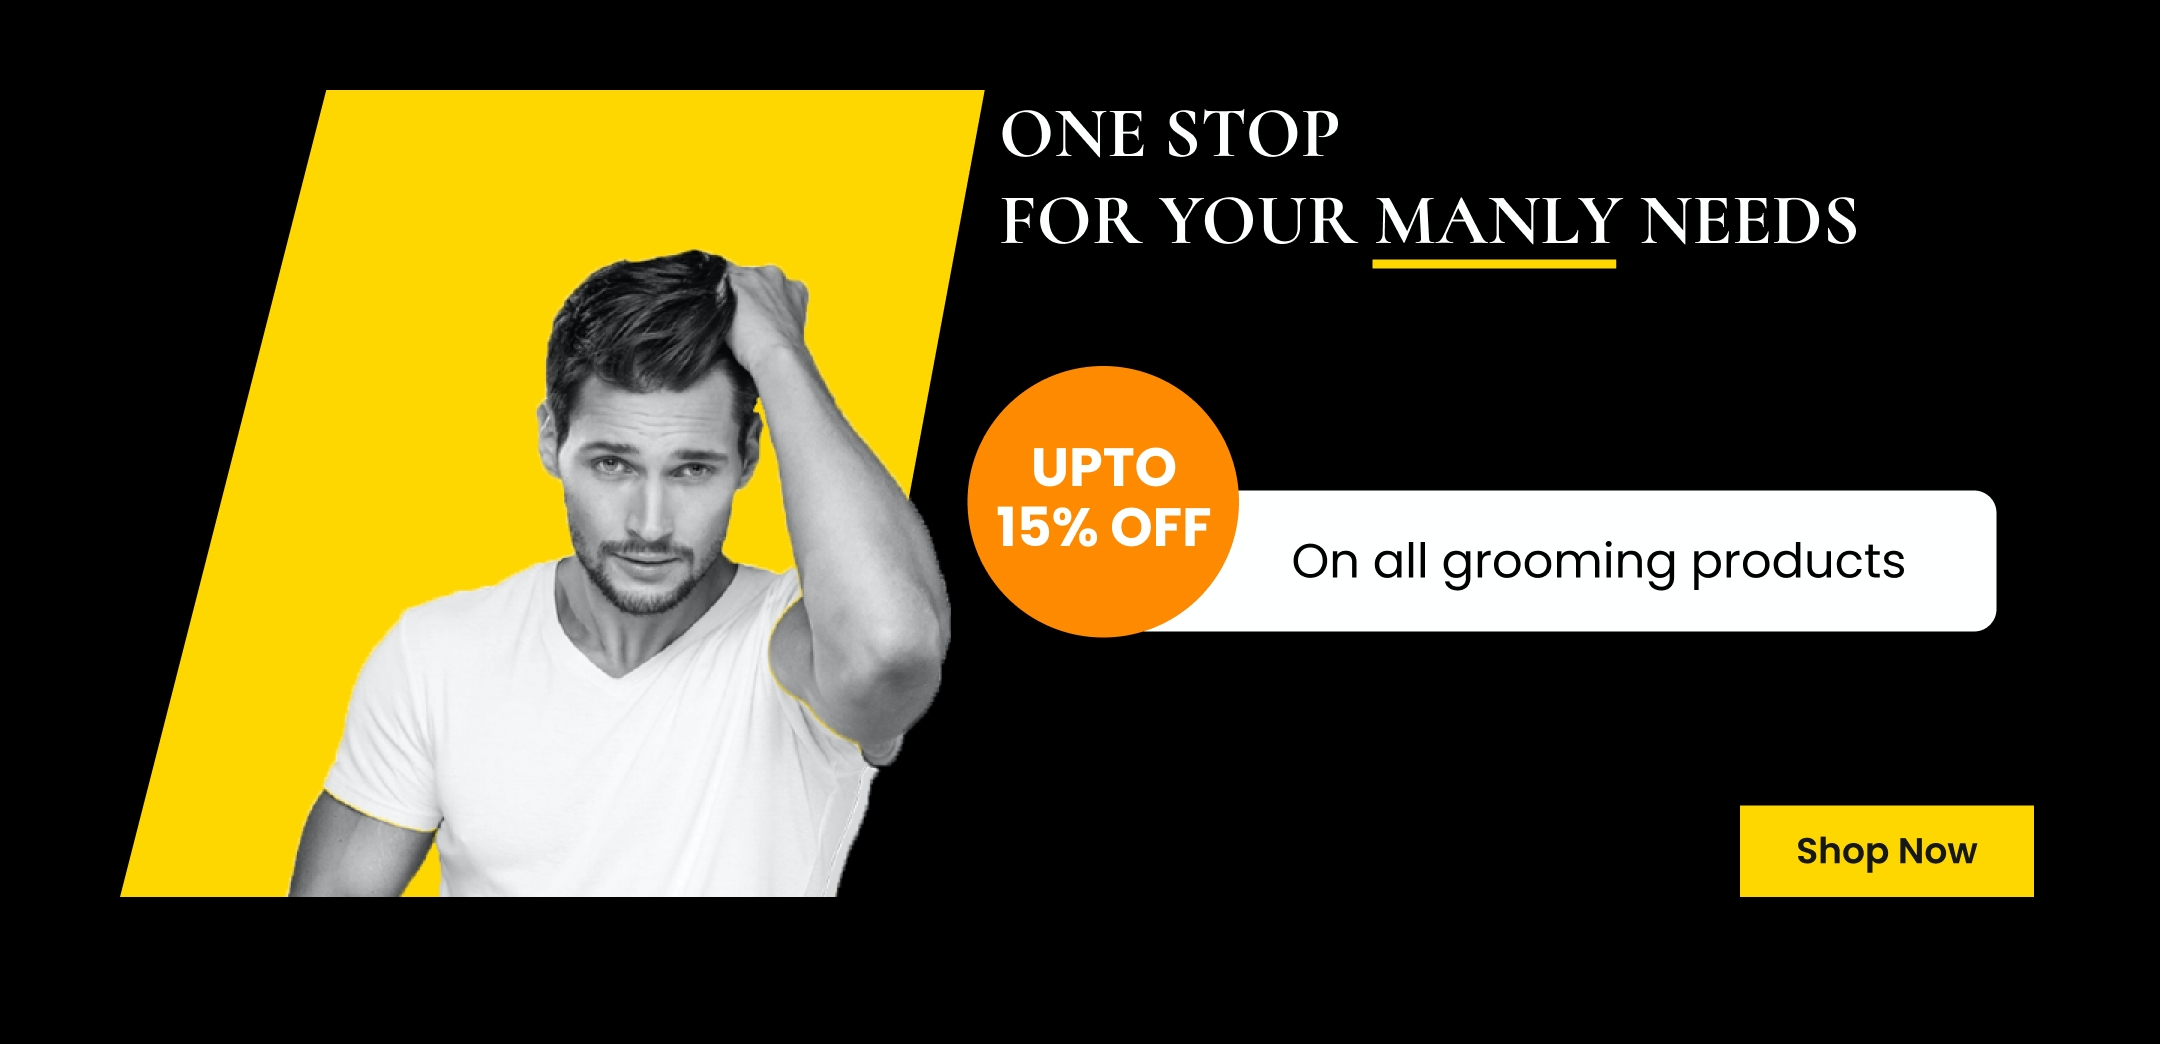 ONE STOP
FOR YOUR MANLY NEEDS
UPTO
15% OFF
On all grooming products
Shop Now